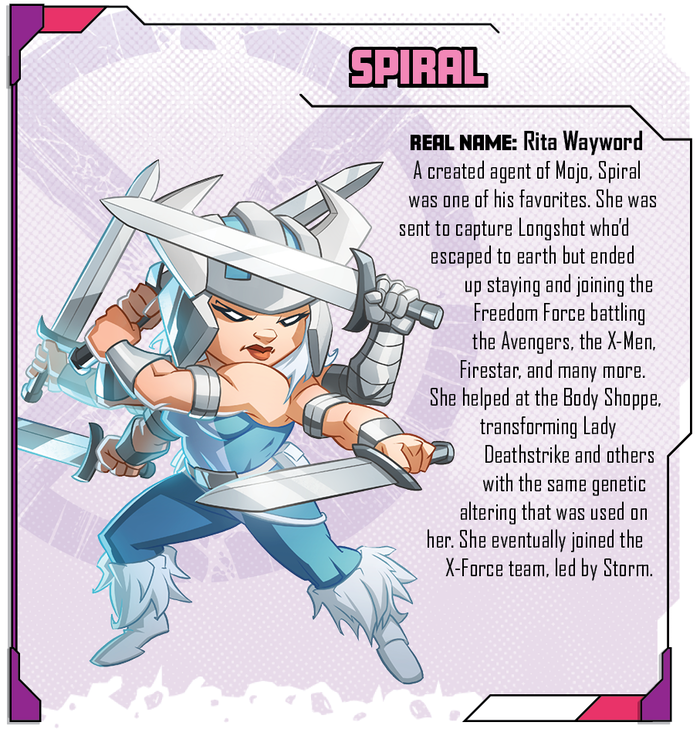 SPIRAL
REAL NAME: Rita Wayword
A created agent of Mojo, Spiral
was one of his favorites. She was
sent to capture Longshot who'd
escaped to earth but ended
up staying and joining the
Freedom Force battling
the Avengers, the X-Men,
Firestar, and many more.
She helped at the Body Shoppe,
transforming Lady
Deathstrike and others
with the same genetic
altering that was used on
her. She eventually joined the
X-Force team, led by Storm.